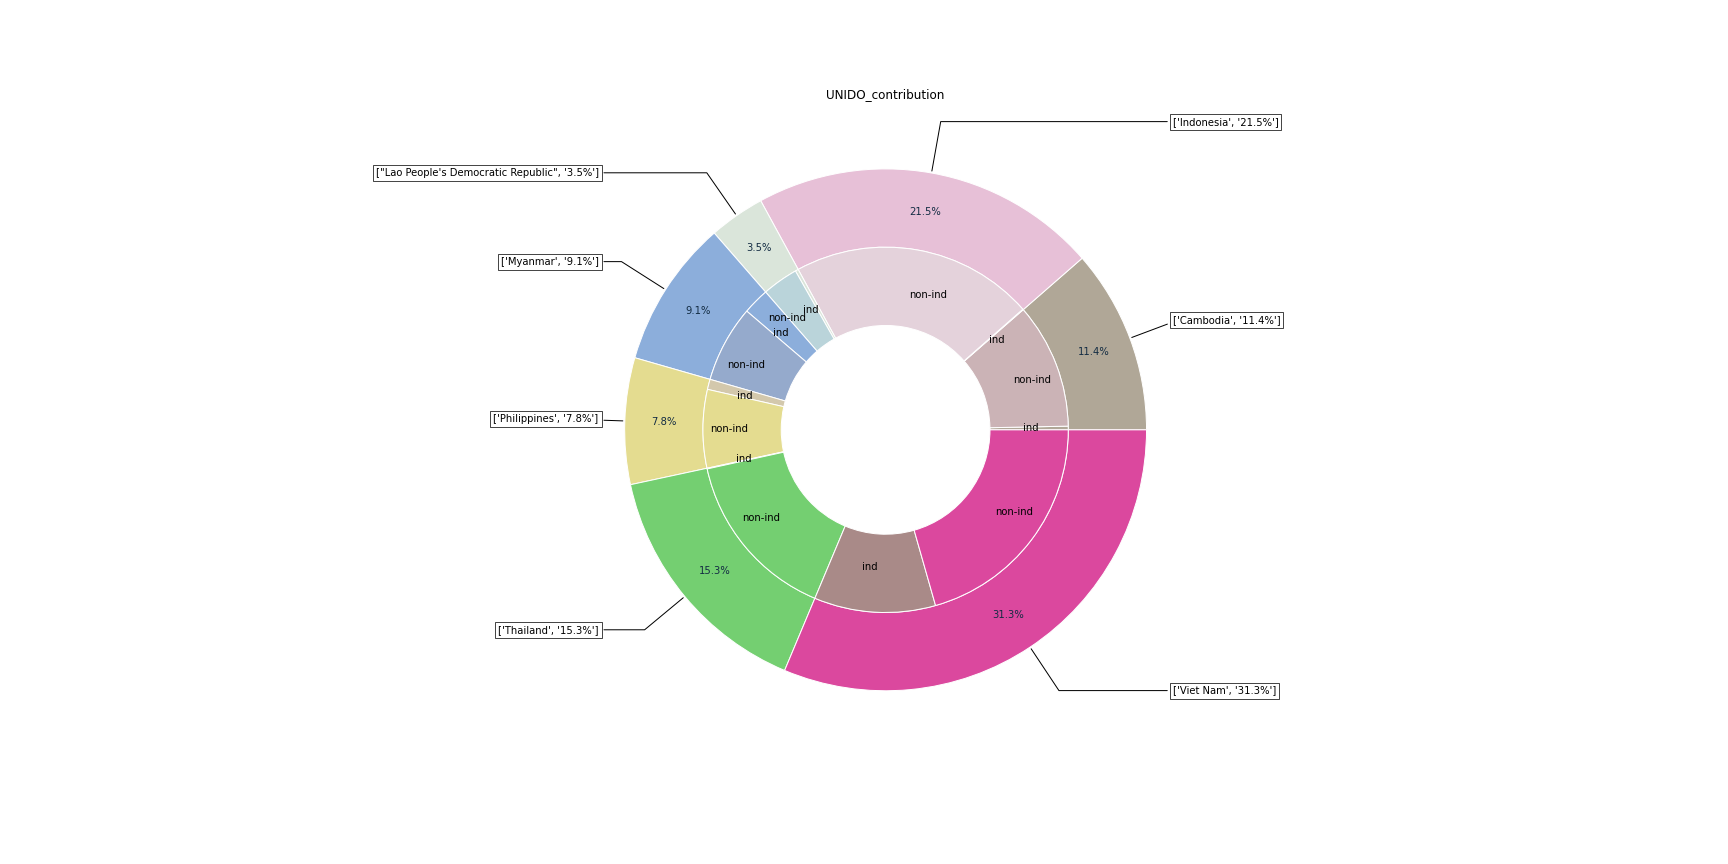 UNIDO_contribution
['Indonesia', '21.5%']
["Lao People's Democratic Republic", '3.5%']
21.5%
3.5%
['Myanmar', '9.1%']
non-ind
9.1%
ind
non-ind
['Cambodia', '11.4%']
ind
ind
11.4%
non-ind
non-ind
ind
['Philippines', '7.8%']
7.8%
non-ind
ind
ind
non-ind
non-ind
ind
15.3%
31.3%
['Thailand', '15.3%']
['Viet Nam', '31.3%']